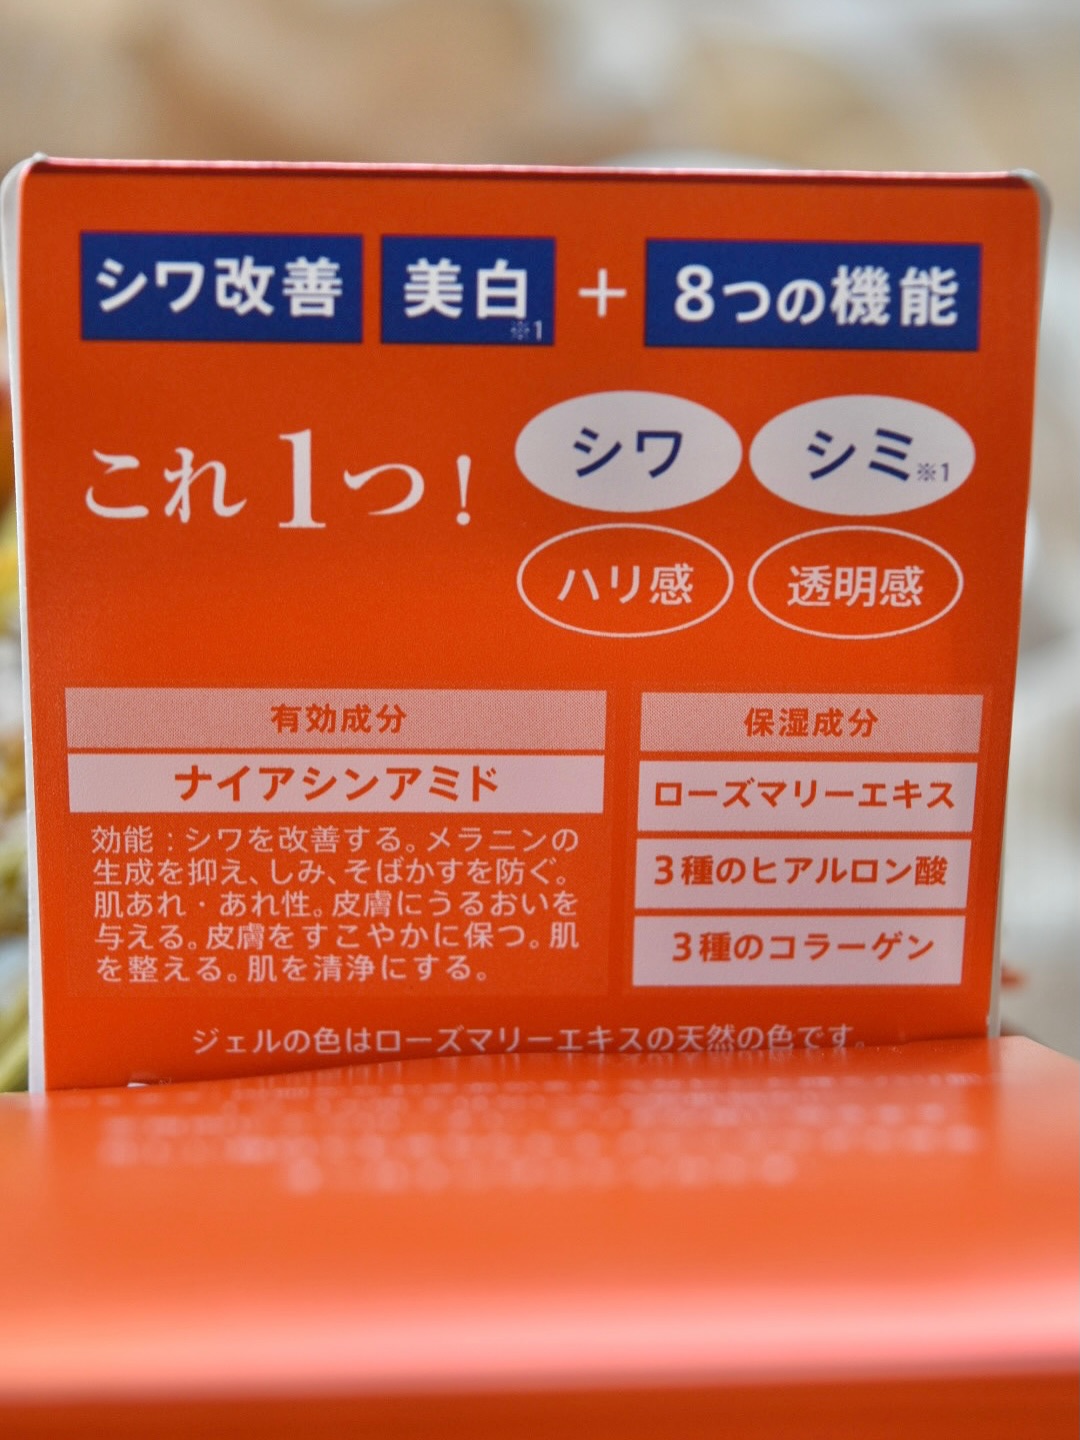 シワ改善 美白※1 + 8つの機能
これ1つ!
シワ シミ※1
ハリ感 透明感
有効成分
ナイアシンアミド
効能:シワを改善する。メラニンの
生成を抑え、しみ、そばかすを防ぐ。
肌あれ・あれ性。皮膚にうるおいを
与える。皮膚をすこやかに保つ。肌
を整える。肌を清浄にする。
保湿成分
ローズマリーエキス
3種のヒアルロン酸
3種のコラーゲン
ジェルの色はローズマリーエキスの天然の色です。